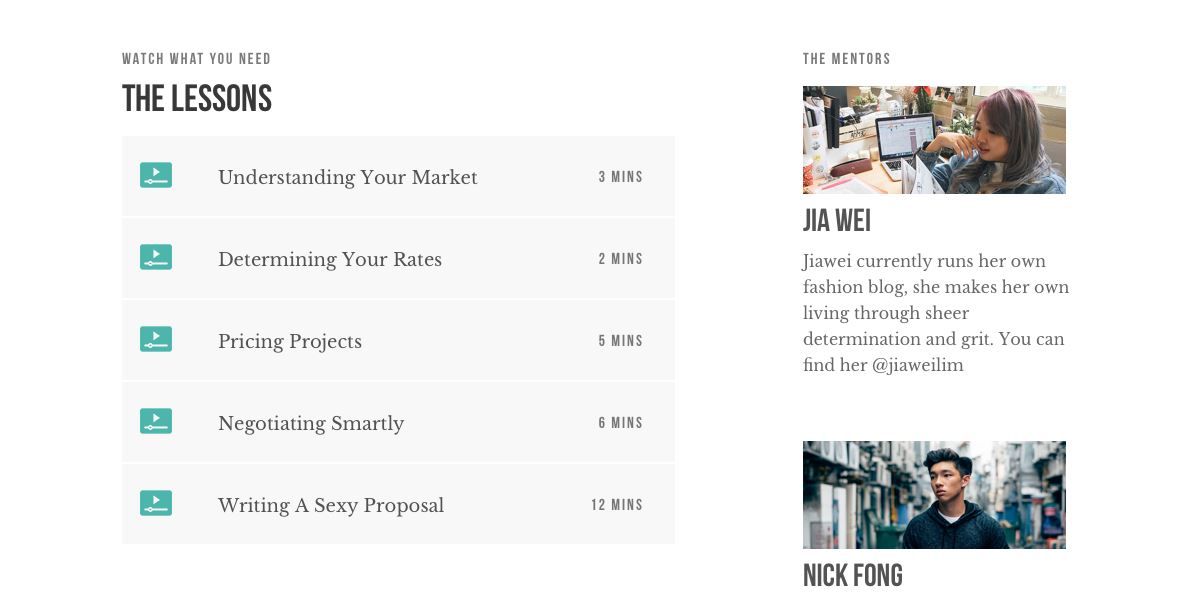 WATCH WHAT YOU NEED
THE LESSONS
Understanding Your Market 3 MINS
Determining Your Rates 2 MINS
Pricing Projects 5 MINS
Negotiating Smartly 6 MINS
Writing A Sexy Proposal 12 MINS
THE MENTORS
JIA WEI
Jiawei currently runs her own
fashion blog, she makes her own
living through sheer
determination and grit. You can
find her @jiaweilim
NICK FONG